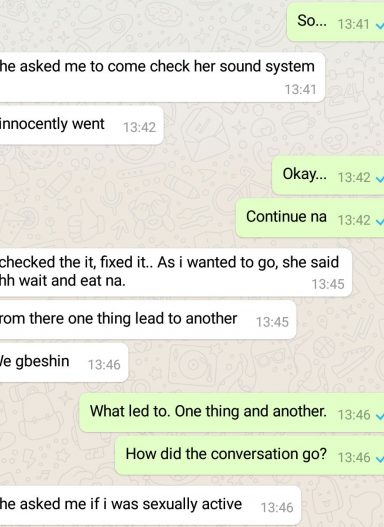 So... 13:41
he asked me to come check her sound system
13:41
innocently went 13:42
Okay... 13:42
Continue na 13:42
checked the it, fixed it.. As i wanted to go, she said
hh wait and eat na. 13:45
rom there one thing lead to another 13:45
e gbeshin 13:46
What led to. One thing and another. 13:46
How did the conversation go? 13:46
he asked me if i was sexually active 13:46